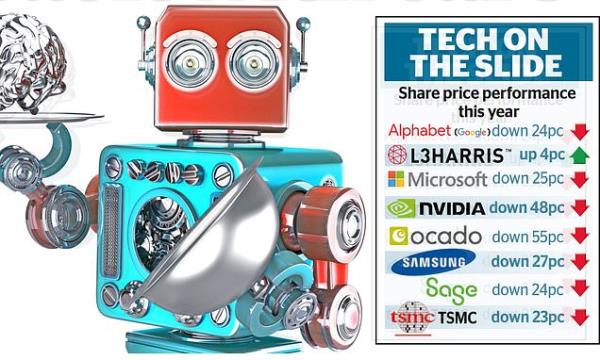 TECH ON
THE SLIDE
Share price performance
this year
Alphabet (Google) down 24pc
L3HARRIS™ up 4pc
Microsoft down 25pc
NVIDIA down 48pc
ocado down 55pc
SAMSUNG down 27pc
Sage down 24pc
tsmc TSMC down 23pc